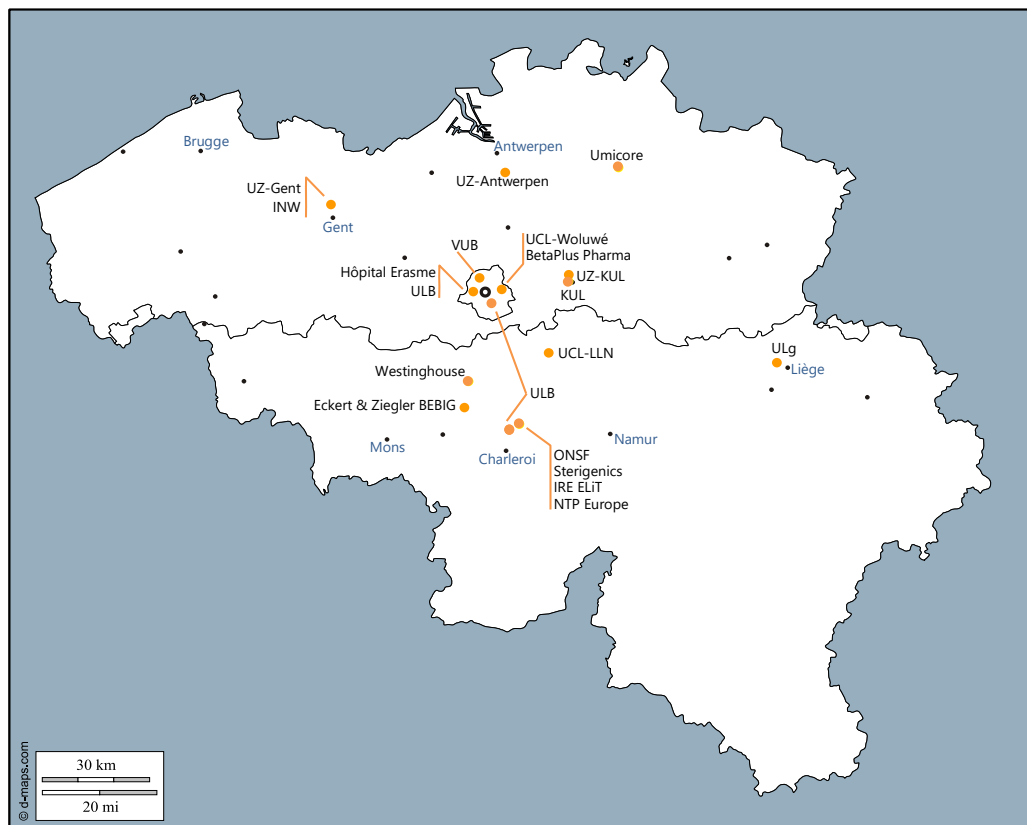 Brugge
Antwerpen
Umicore
UZ-Antwerpen
UZ-Gent
INW
Gent
VUB
UCL-Woluwé
BetaPlus Pharma
Hôpital Erasme
ULB
UZ-KUL
KUL
UCL-LLN
ULg
Liège
Westinghouse
ULB
Eckert & Ziegler BEBIG
Mons
Charleroi
Namur
ONSF
Sterigenics
IRE ELiT
NTP Europe
30 km
20 mi
© d-maps.com